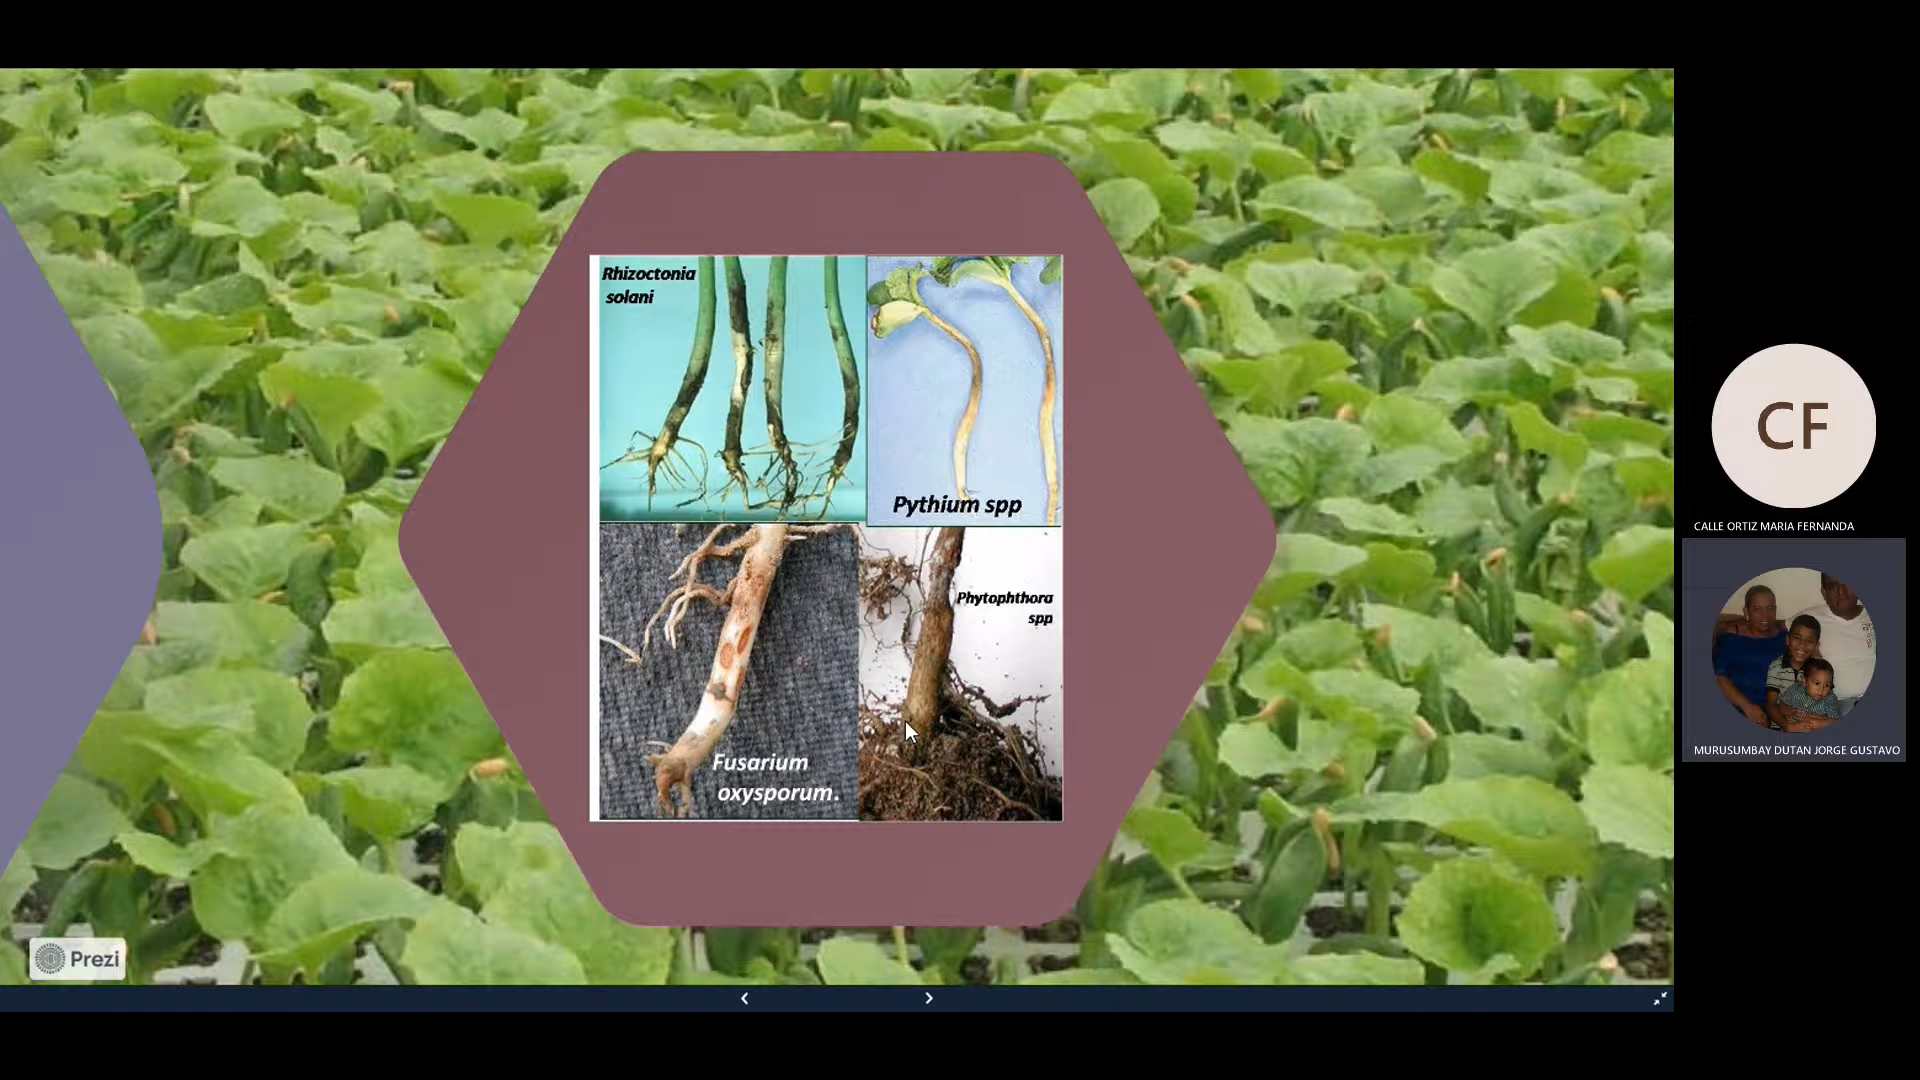 Rhizoctonia
solani
Pythium spp
Phytophthora
spp
Fusarium
oxysporum.
Prezi
CF
CALLE ORTIZ MARIA FERNANDA
MURUSUMBAY DUTAN JORGE GUSTAVO